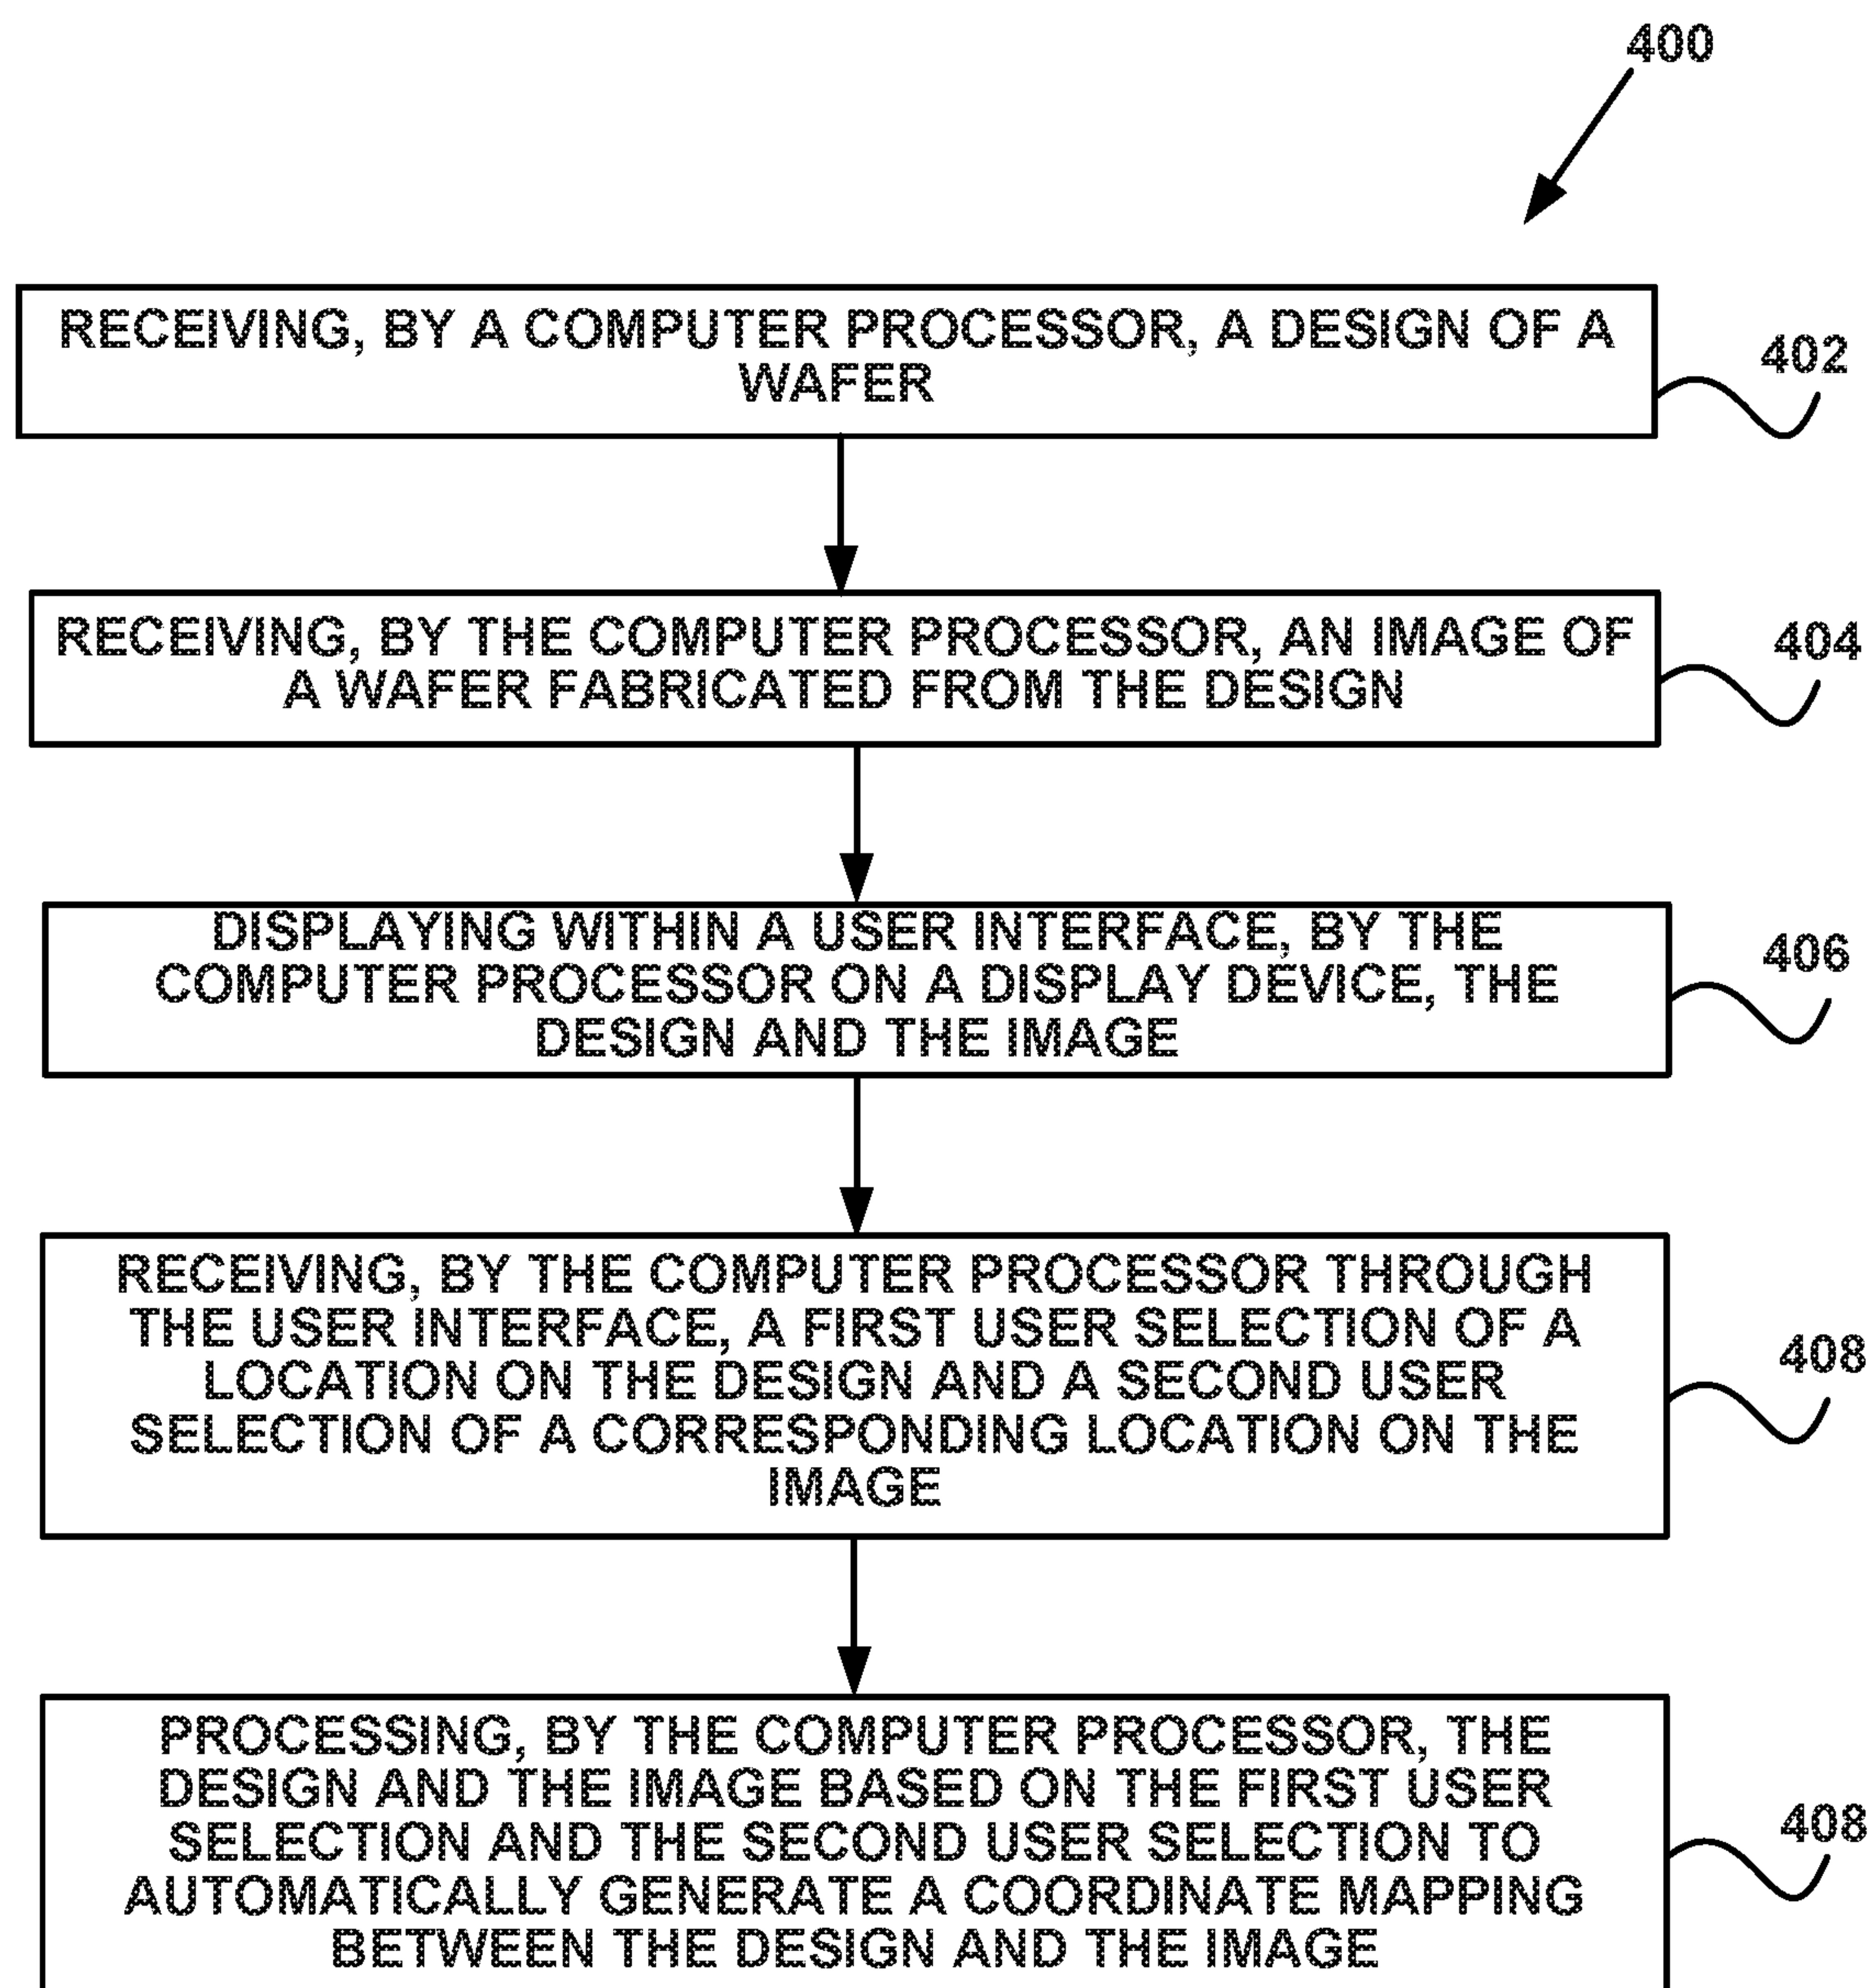 400
RECEIVING, BY A COMPUTER PROCESSOR, A DESIGN OF A
WAFER
402
RECEIVING, BY THE COMPUTER PROCESSOR, AN IMAGE OF
A WAFER FABRICATED FROM THE DESIGN
404
DISPLAYING WITHIN A USER INTERFACE, BY THE
COMPUTER PROCESSOR ON A DISPLAY DEVICE, THE
DESIGN AND THE IMAGE
406
RECEIVING, BY THE COMPUTER PROCESSOR THROUGH
THE USER INTERFACE, A FIRST USER SELECTION OF A
LOCATION ON THE DESIGN AND A SECOND USER
SELECTION OF A CORRESPONDING LOCATION ON THE
IMAGE
408
PROCESSING, BY THE COMPUTER PROCESSOR, THE
DESIGN AND THE IMAGE BASED ON THE FIRST USER
SELECTION AND THE SECOND USER SELECTION TO
AUTOMATICALLY GENERATE A COORDINATE MAPPING
BETWEEN THE DESIGN AND THE IMAGE
408